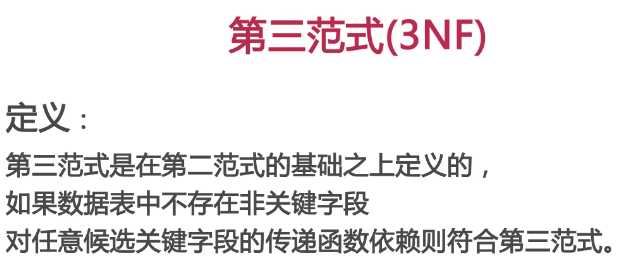 第三范式(3NF)
定义：
第三范式是在第二范式的基础之上定义的，
如果数据表中不存在非关键字段
对任意候选关键字段的传递函数依赖则符合第三范式。